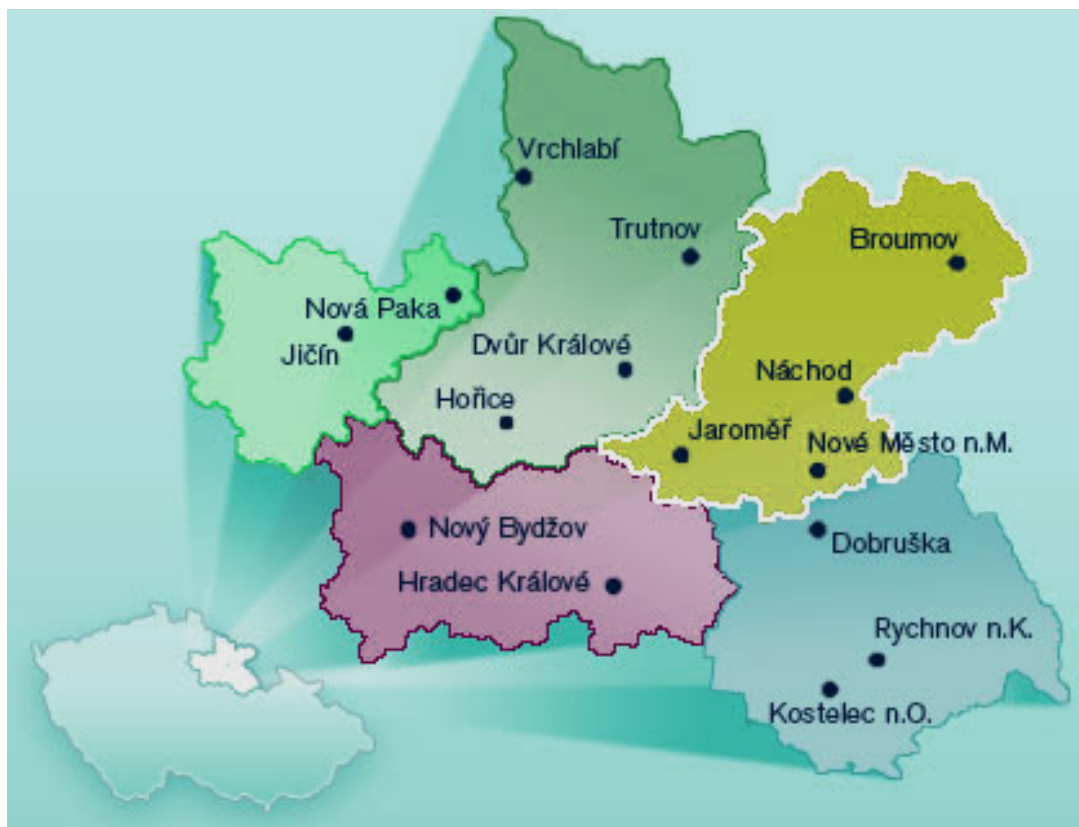 Vrchlabí
Trutnov
Broumov
Nová Paka
Jičín
Dvůr Králové
Náchod
Hořice
Jaroměř
Nové Město n.M.
Nový Bydžov
Dobruška
Hradec Králové
Rychnov n.K.
Kostelec n.O.